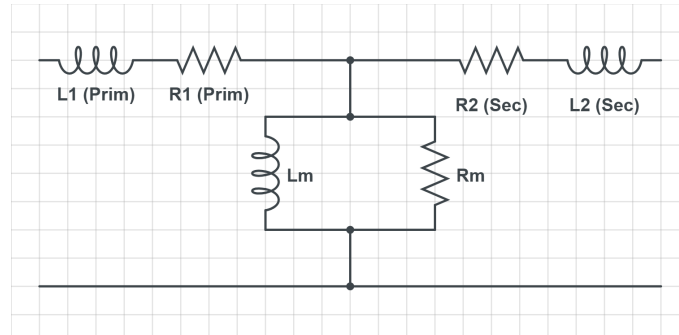 L1 (Prim)
R1 (Prim)
R2 (Sec)
L2 (Sec)
Lm
Rm